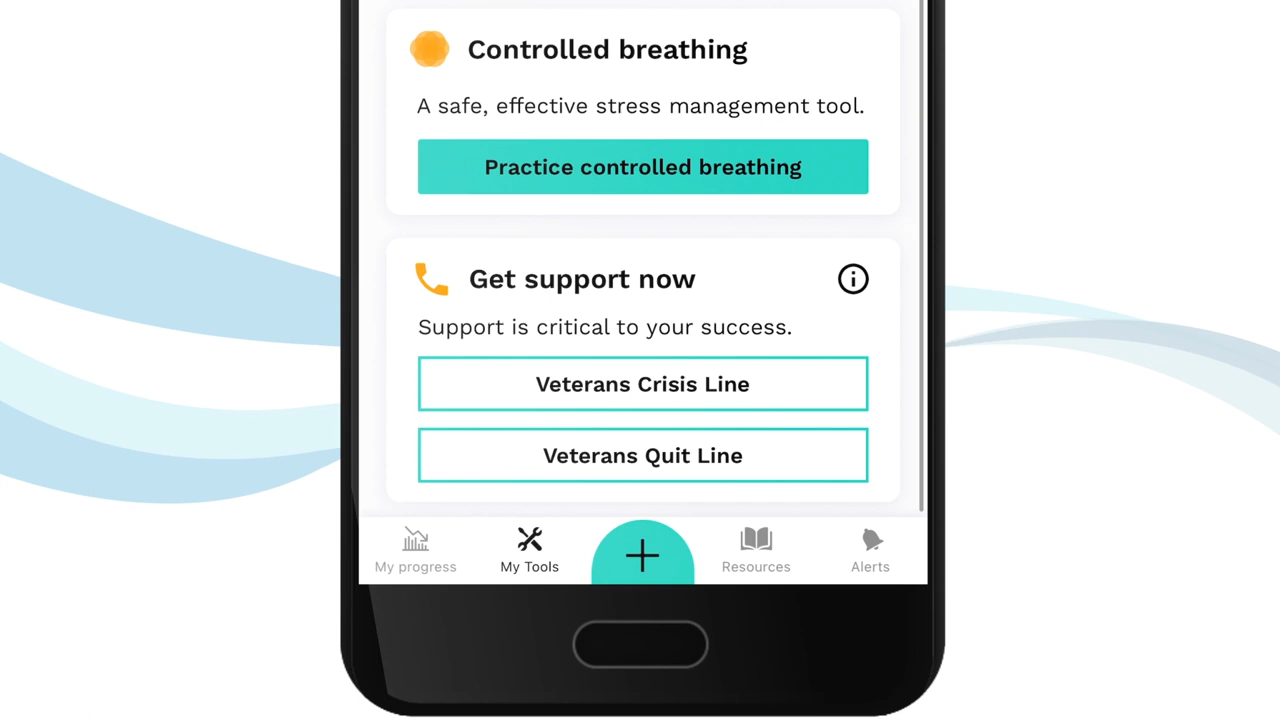 Controlled breathing
A safe, effective stress management tool.
Practice controlled breathing
Get support now
Support is critical to your success.
Veterans Crisis Line
Veterans Quit Line
My progress
My Tools
Resources
Alerts